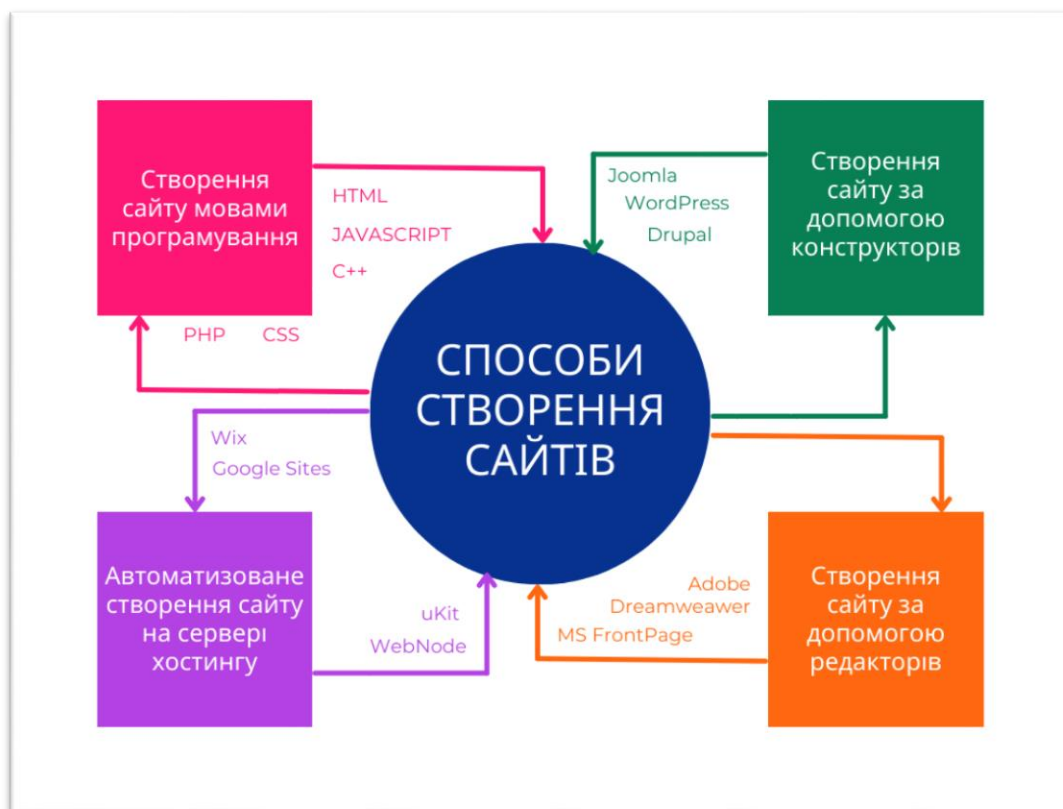 Створення
сайту мовами
програмування
HTML
JAVASCRIPT
C++
PHP CSS
Joomla
WordPress
Drupal
Створення
сайту за
допомогою
конструкторів
СПОСОБИ
СТВОРЕННЯ
САЙТІВ
Wix
Google Sites
Автоматизоване
створення сайту
на сервері
хостингу
uKit
WebNode
Adobe
Dreamweawer
MS FrontPage
Створення
сайту за
допомогою
редакторів